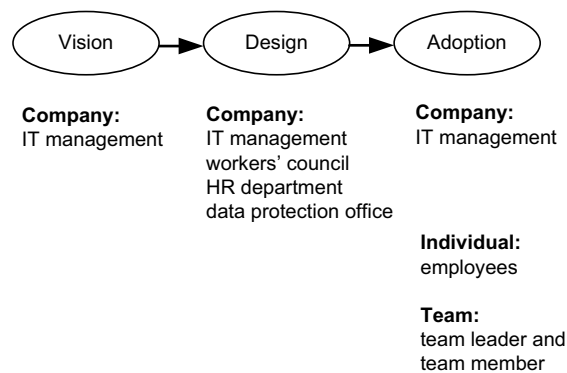 Vision
Design
Adoption
Company:
IT management
Company:
IT management
workers' council
HR department
data protection office
Company:
IT management
Individual:
employees
Team:
team leader and
team member